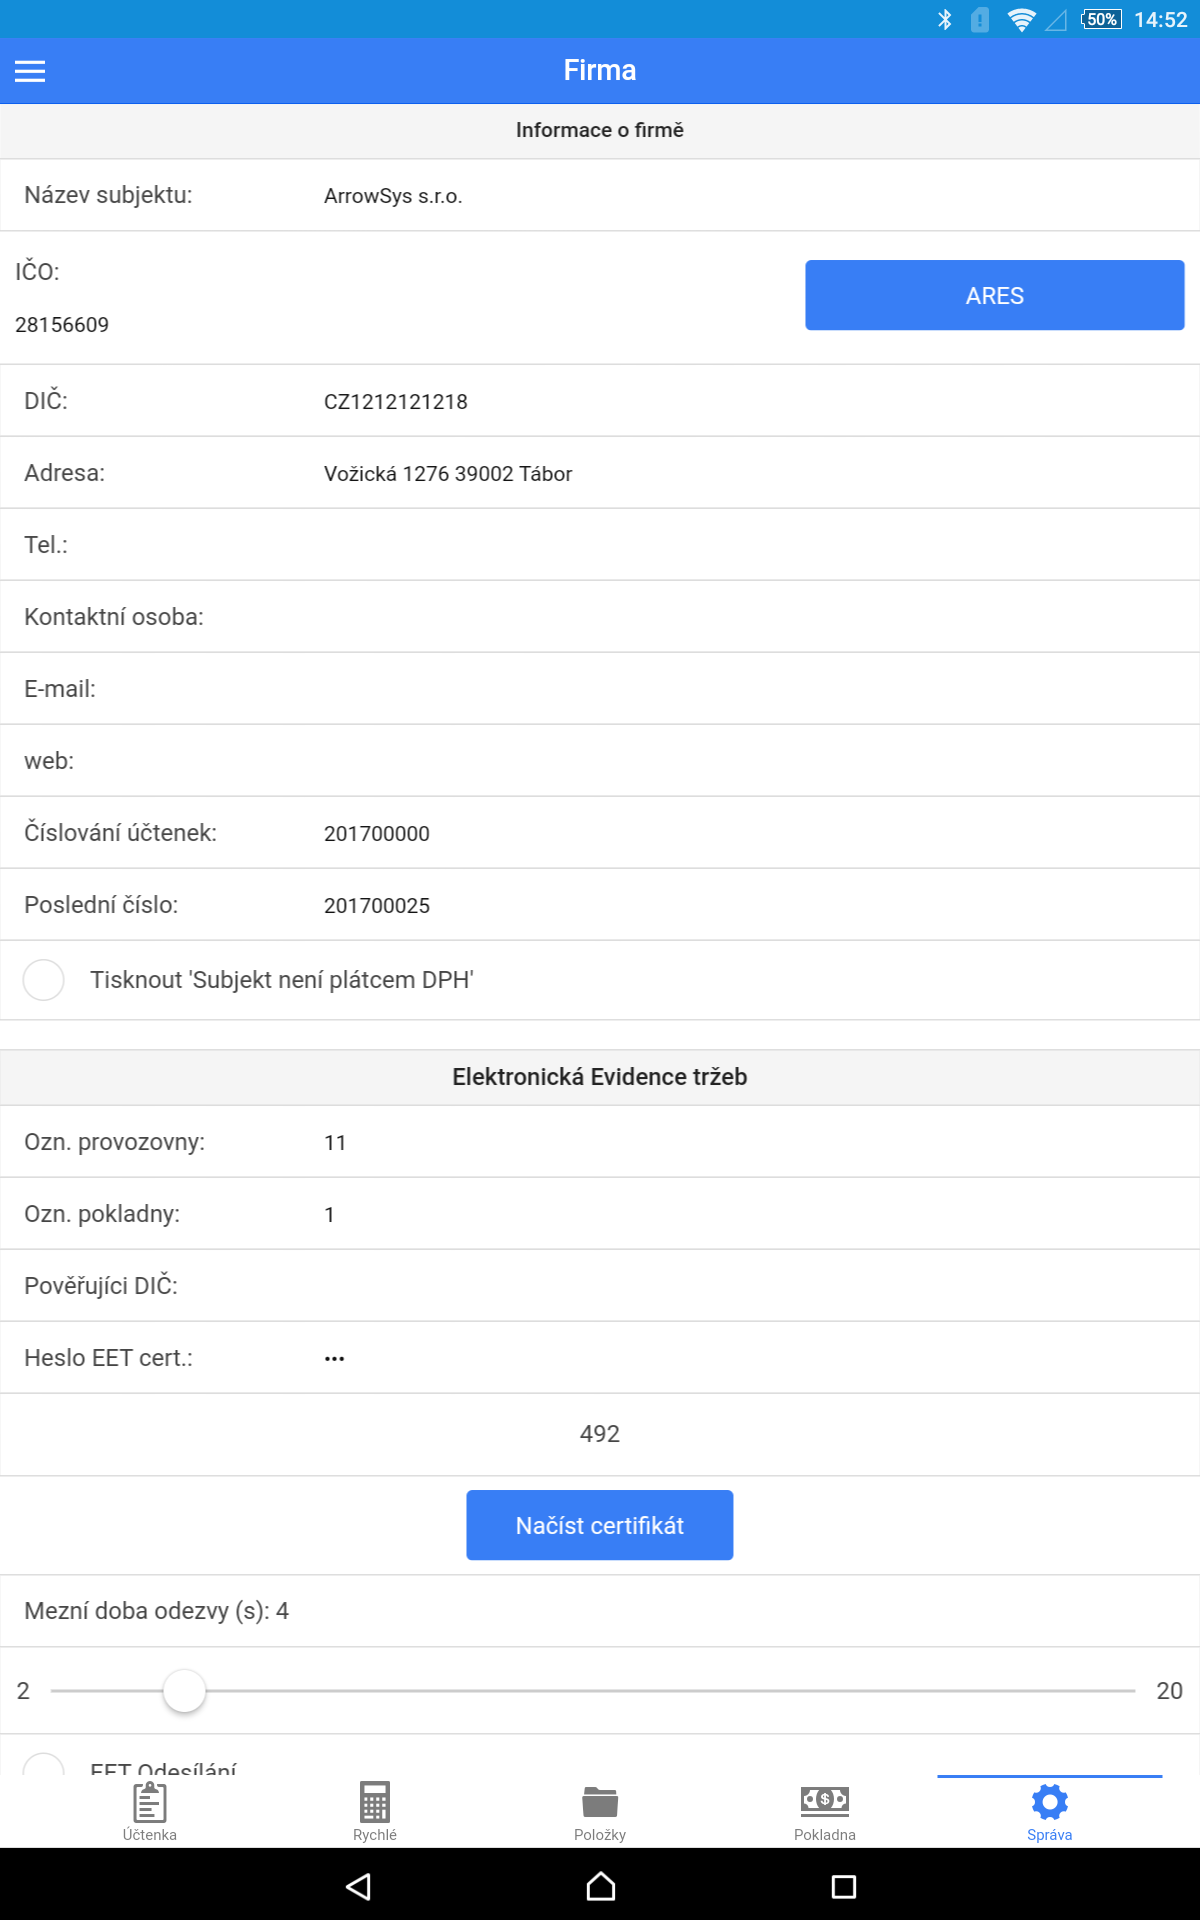 50% 14:52
Firma
Informace o firmě
Název subjektu: ArrowSys s.r.o.
IČO:
ARES
28156609
DIČ: CZ1212121218
Adresa: Vožická 1276 39002 Tábor
Tel.:
Kontaktní osoba:
E-mail:
web:
Číslování účtenek: 201700000
Poslední číslo: 201700025
Tisknout 'Subjekt není plátcem DPH'
Elektronická Evidence tržeb
Ozn. provozovny: 11
Ozn. pokladny: 1
Pověřujíci DIČ:
Heslo EET cert.: •••
492
Načíst certifikát
Mezní doba odezvy (s): 4
2 20
EET Odesílání
Účtenka Rychlé Položky Pokladna Správa